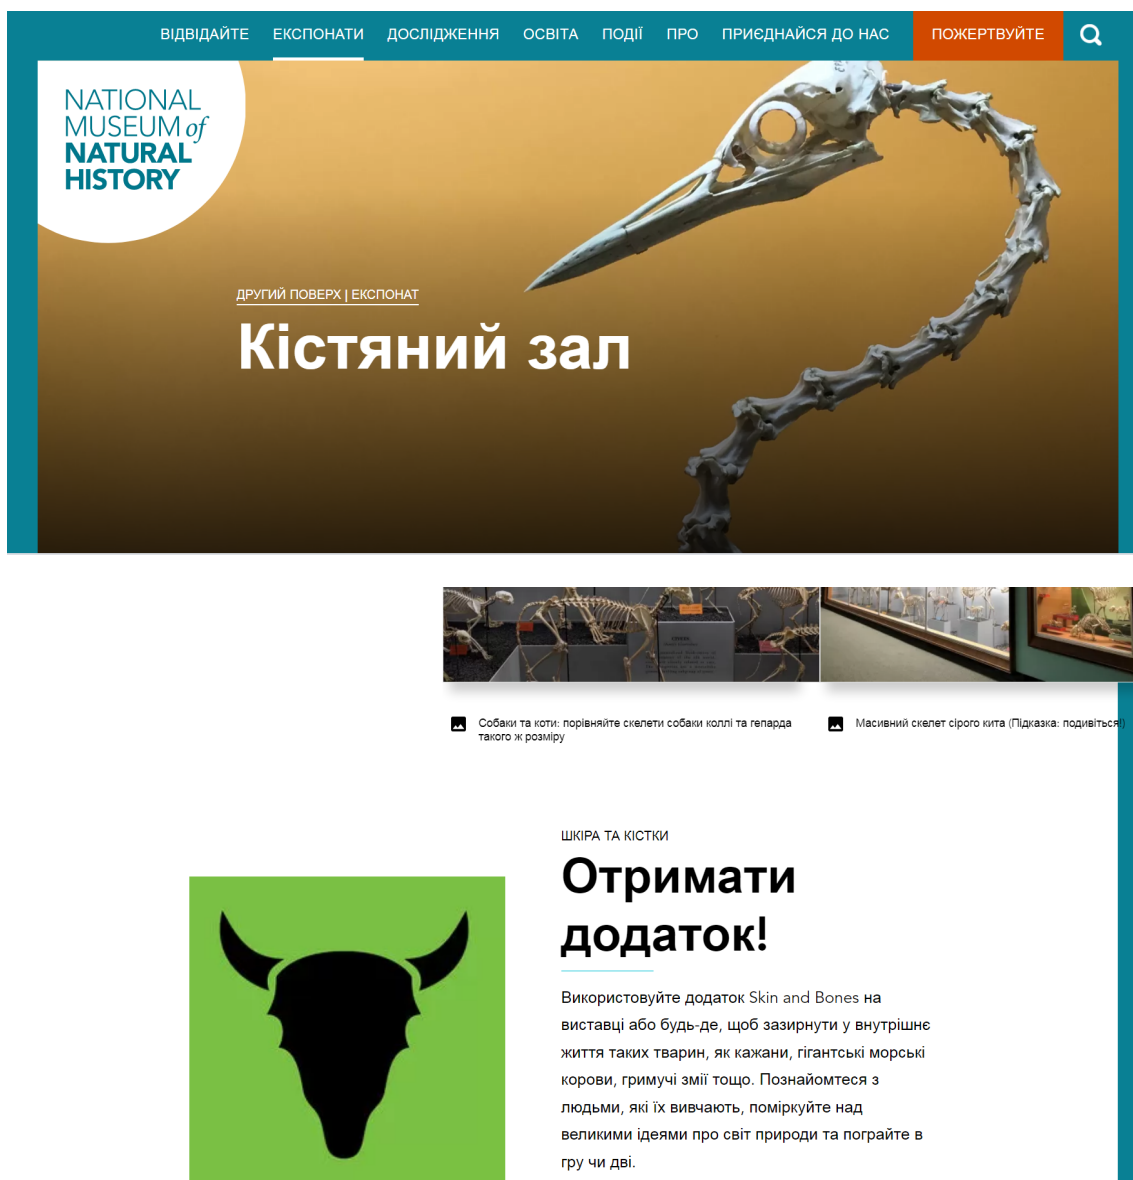 ВІДВІДАЙТЕ ЕКСПОНАТИ ДОСЛІДЖЕННЯ ОСВІТА ПОДІЇ ПРО ПРИЄДНАЙСЯ ДО НАС ПОЖЕРТВУЙТЕ
NATIONAL
MUSEUM of
NATURAL
HISTORY
ДРУГИЙ ПОВЕРХ | ЕКСПОНАТ
Кістяний зал
Собаки та коти: порівняйте скелети собаки коллі та гепарда
такого ж розміру
Масивний скелет сірого кита (Підказка: подивіться!)
ШКІРА ТА КІСТКИ
Отримати
додаток!
Використовуйте додаток Skin and Bones на
виставці або будь-де, щоб зазирнути у внутрішнє
життя таких тварин, як кажани, гігантські морські
корови, гримучі змії тощо. Познайомтеся з
людьми, які їх вивчають, поміркуйте над
великими ідеями про світ природи та пограйте в
гру чи дві.